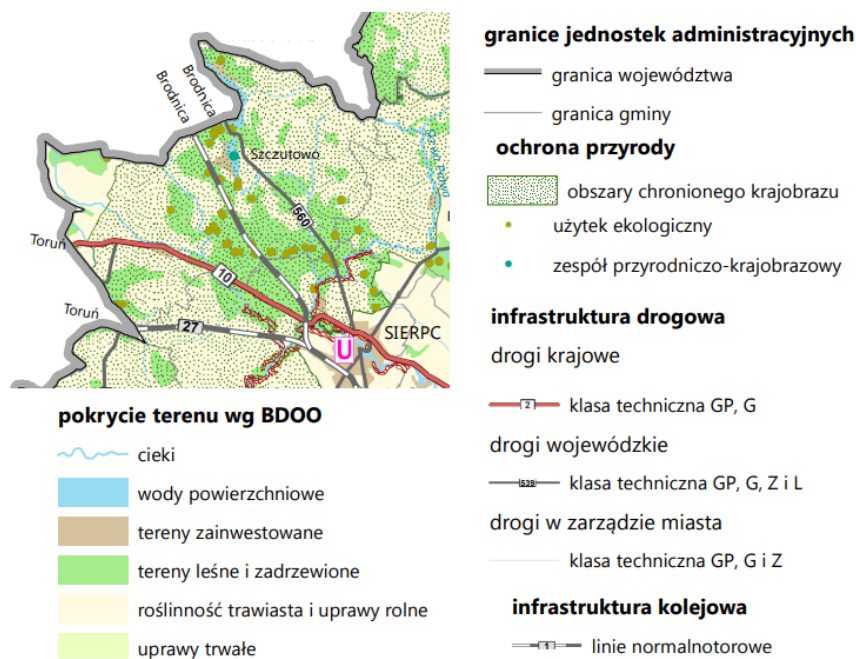 Brodnica
Brodnica
Szczutowo
560
Toruń
10
Toruń
27
SIERPC
U
pokrycie terenu wg BDOO
cieki
wody powierzchniowe
tereny zainwestowane
tereny leśne i zadrzewione
roślinność trawiasta i uprawy rolne
uprawy trwałe
granice jednostek administracyjnych
granica województwa
granica gminy
ochrona przyrody
obszary chronionego krajobrazu
użytek ekologiczny
zespół przyrodniczo-krajobrazowy
infrastruktura drogowa
drogi krajowe
2 klasa techniczna GP, G
drogi wojewódzkie
539 klasa techniczna GP, G, Z i L
drogi w zarządzie miasta
klasa techniczna GP, G i Z
infrastruktura kolejowa
1 linie normalnotorowe